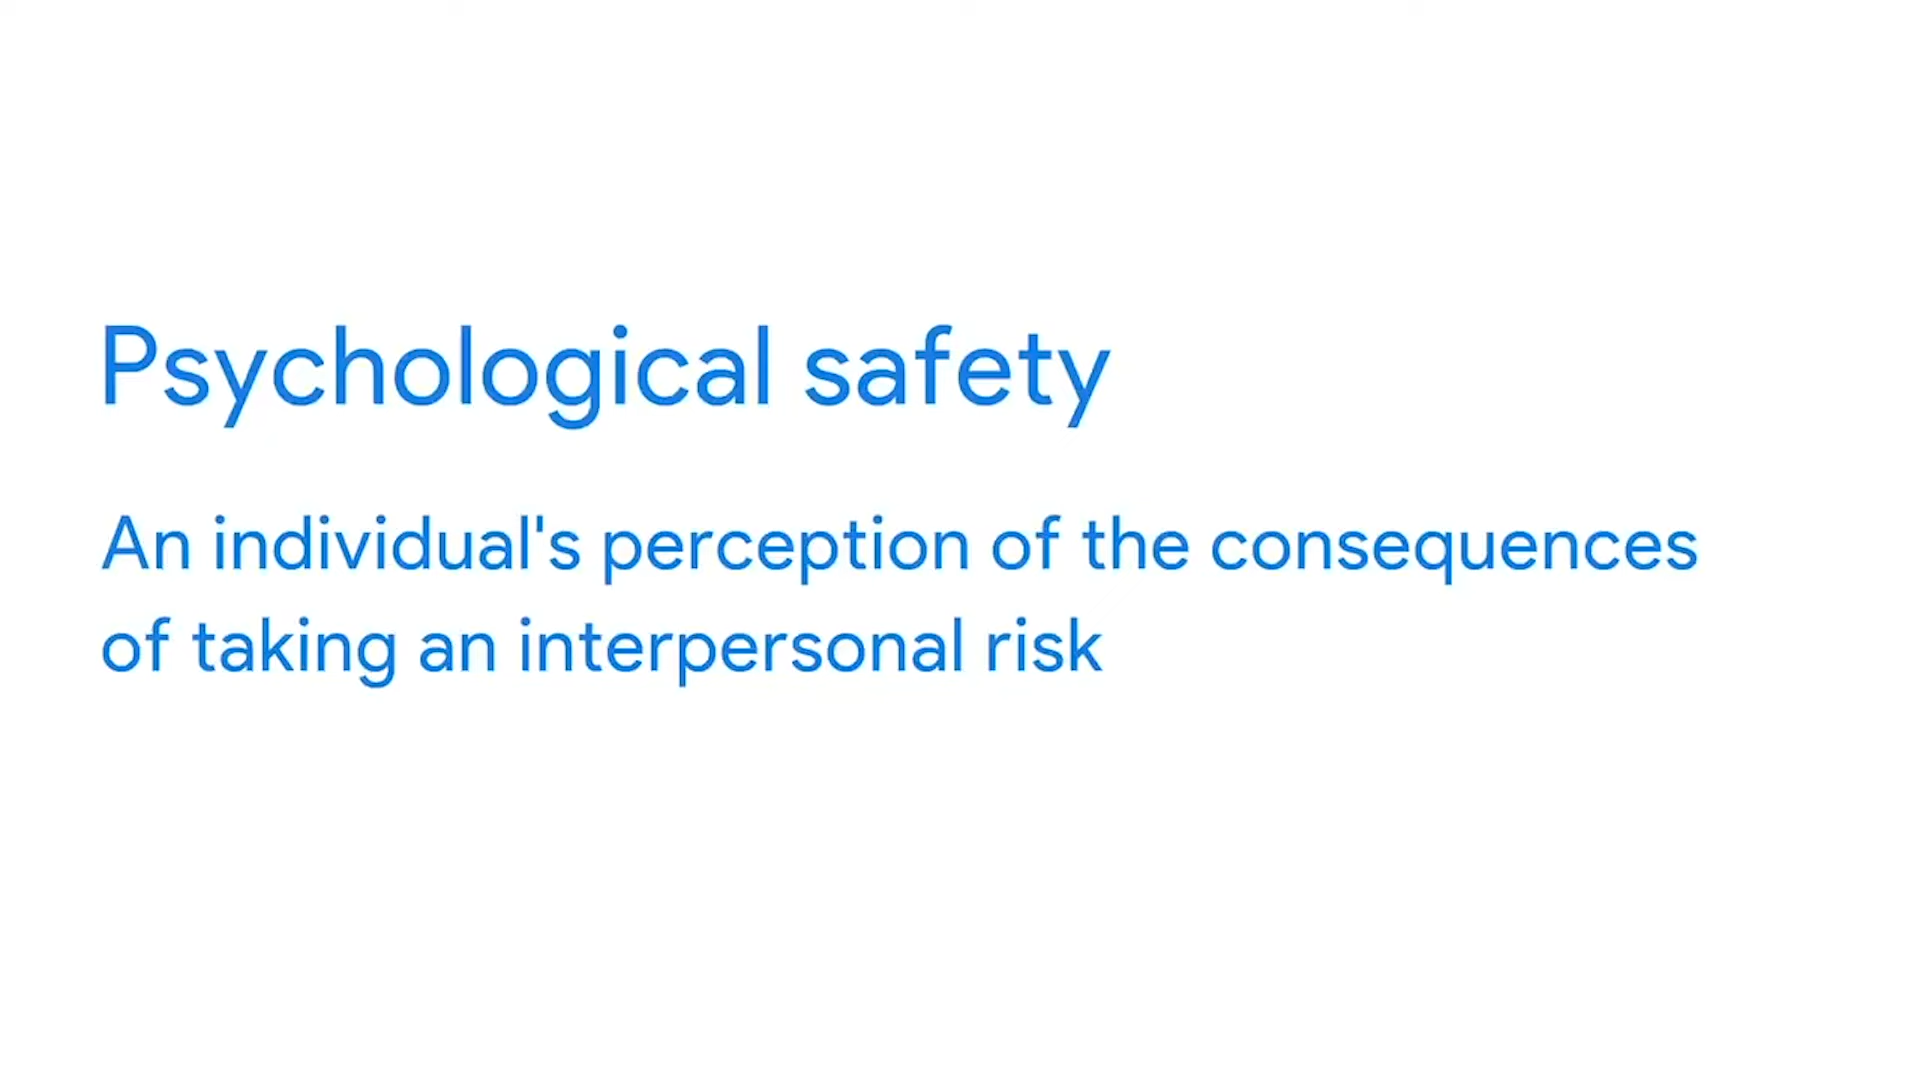 Psychological safety
An individual's perception of the consequences
of taking an interpersonal risk